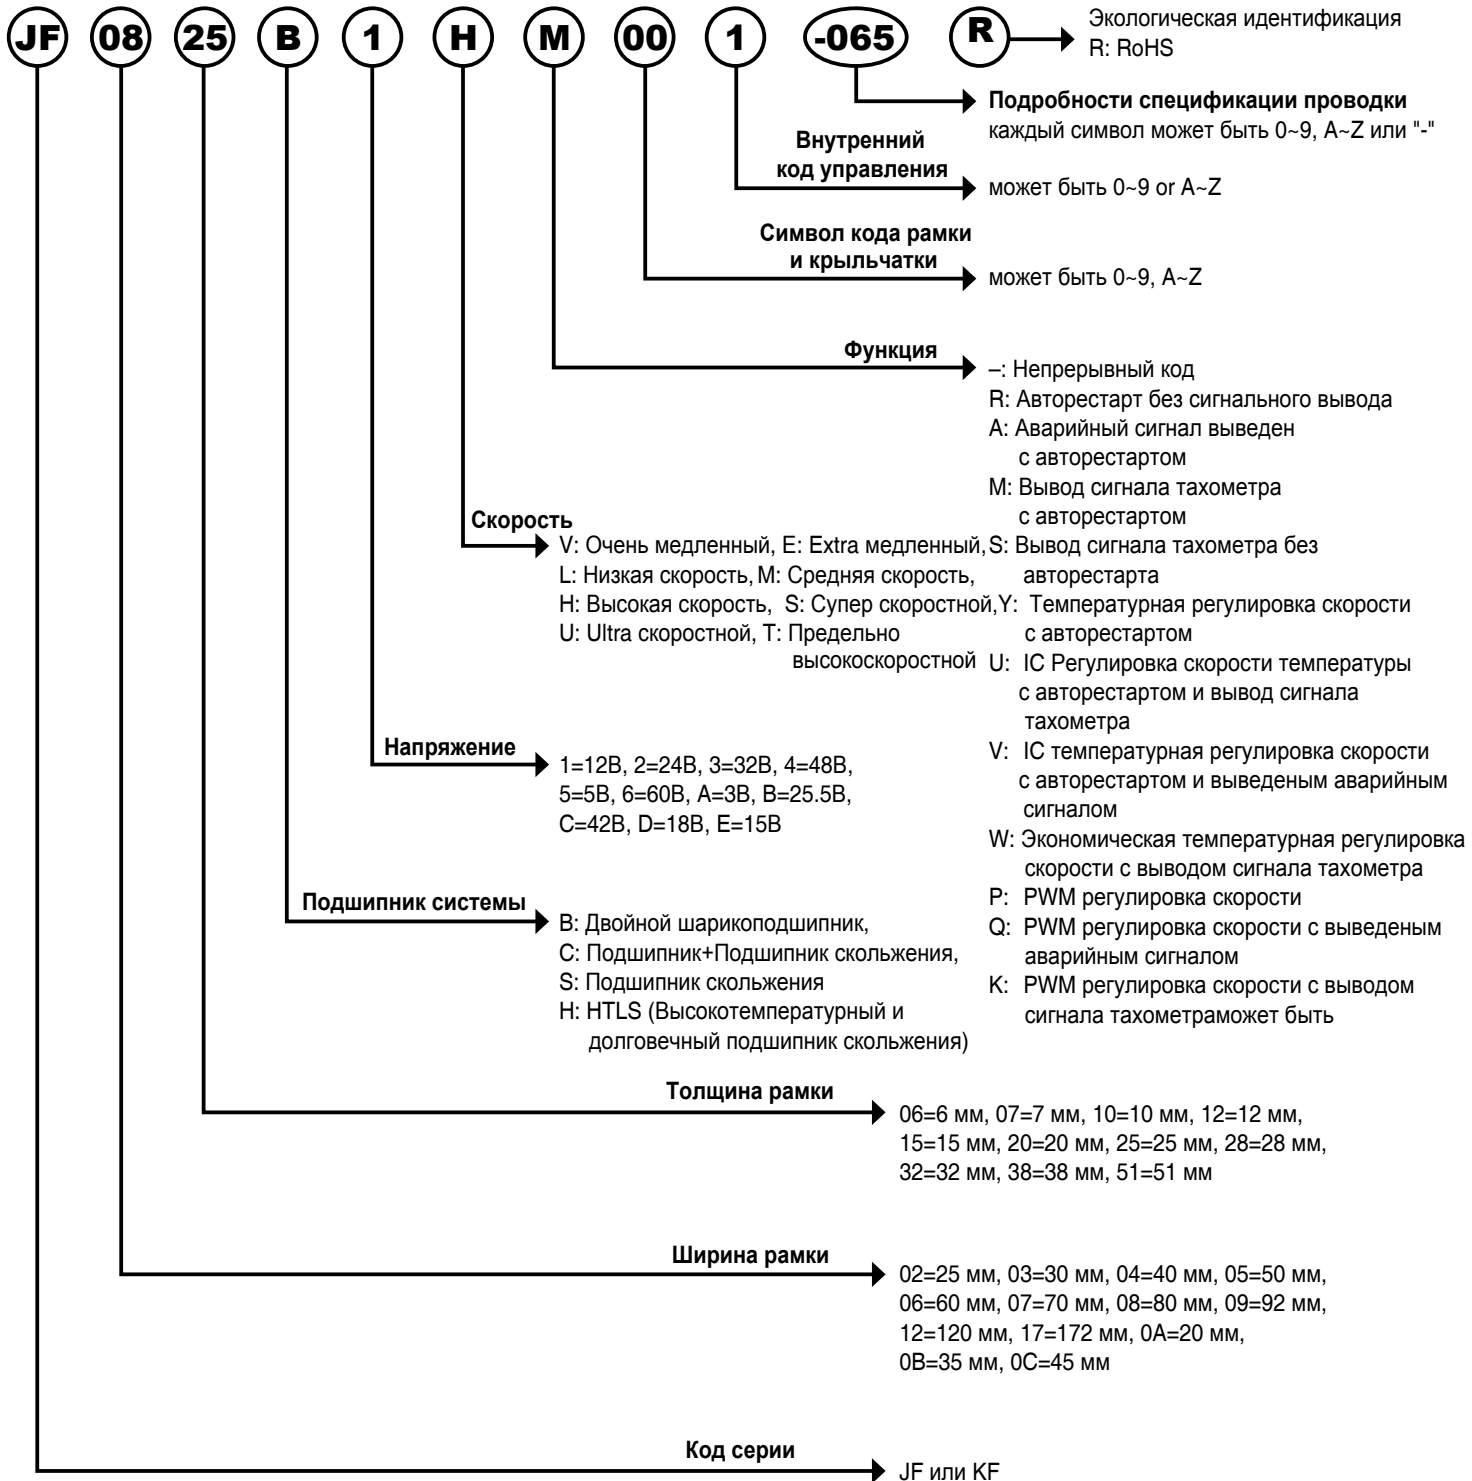 JF 08 25 B 1 H M 00 1 -065 R
Экологическая идентификация
R: RoHS
Подробности спецификации проводки
каждый символ может быть 0~9, A~Z или "-"
Внутренний
код управления
может быть 0~9 or A~Z
Символ кода рамки
и крыльчатки
может быть 0~9, A~Z
Функция
–: Непрерывный код
R: Авторестарт без сигнального вывода
A: Аварийный сигнал выведен
с авторестартом
M: Вывод сигнала тахометра
с авторестартом
S: Вывод сигнала тахометра без
авторестарта
Y: Температурная регулировка скорости
с авторестартом
U: IC Регулировка скорости температуры
с авторестартом и вывод сигнала
тахометра
V: IC температурная регулировка скорости
с авторестартом и выведеным аварийным
сигналом
W: Экономическая температурная регулировка
скорости с выводом сигнала тахометра
P: PWM регулировка скорости
Q: PWM регулировка скорости с выведеным
аварийным сигналом
K: PWM регулировка скорости с выводом
сигнала тахометраможет быть
Скорость
V: Очень медленный, E: Extra медленный,
L: Низкая скорость, M: Средняя скорость,
H: Высокая скорость, S: Супер скоростной,
U: Ultra скоростной, T: Предельно
высокоскоростной
Напряжение
1=12В, 2=24В, 3=32В, 4=48В,
5=5В, 6=60В, A=3В, B=25.5В,
C=42В, D=18В, E=15В
Подшипник системы
B: Двойной шарикоподшипник,
C: Подшипник+Подшипник скольжения,
S: Подшипник скольжения
H: HTLS (Высокотемпературный и
долговечный подшипник скольжения)
Толщина рамки
06=6 мм, 07=7 мм, 10=10 мм, 12=12 мм,
15=15 мм, 20=20 мм, 25=25 мм, 28=28 мм,
32=32 мм, 38=38 мм, 51=51 мм
Ширина рамки
02=25 мм, 03=30 мм, 04=40 мм, 05=50 мм,
06=60 мм, 07=70 мм, 08=80 мм, 09=92 мм,
12=120 мм, 17=172 мм, 0A=20 мм,
0B=35 мм, 0C=45 мм
Код серии
JF или KF